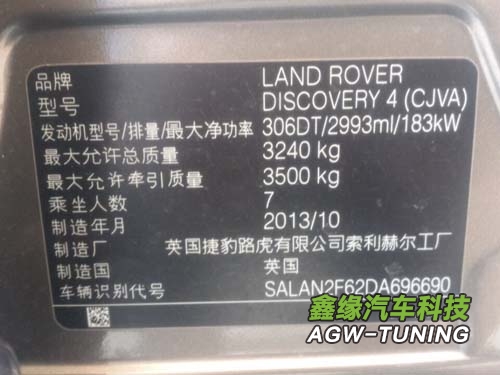 品牌 LAND ROVER
型号 DISCOVERY 4 (CJVA)
发动机型号/排量/最大净功率 306DT/2993ml/183kW
最大允许总质量 3240 kg
最大允许牵引质量 3500 kg
乘坐人数 7
制造年月 2013/10
制造厂 英国捷豹路虎有限公司索利赫尔工厂
制造国 英国
车辆识别代号 SALAN2F62DA696690
鑫缘汽车科技
AGW-TUNING